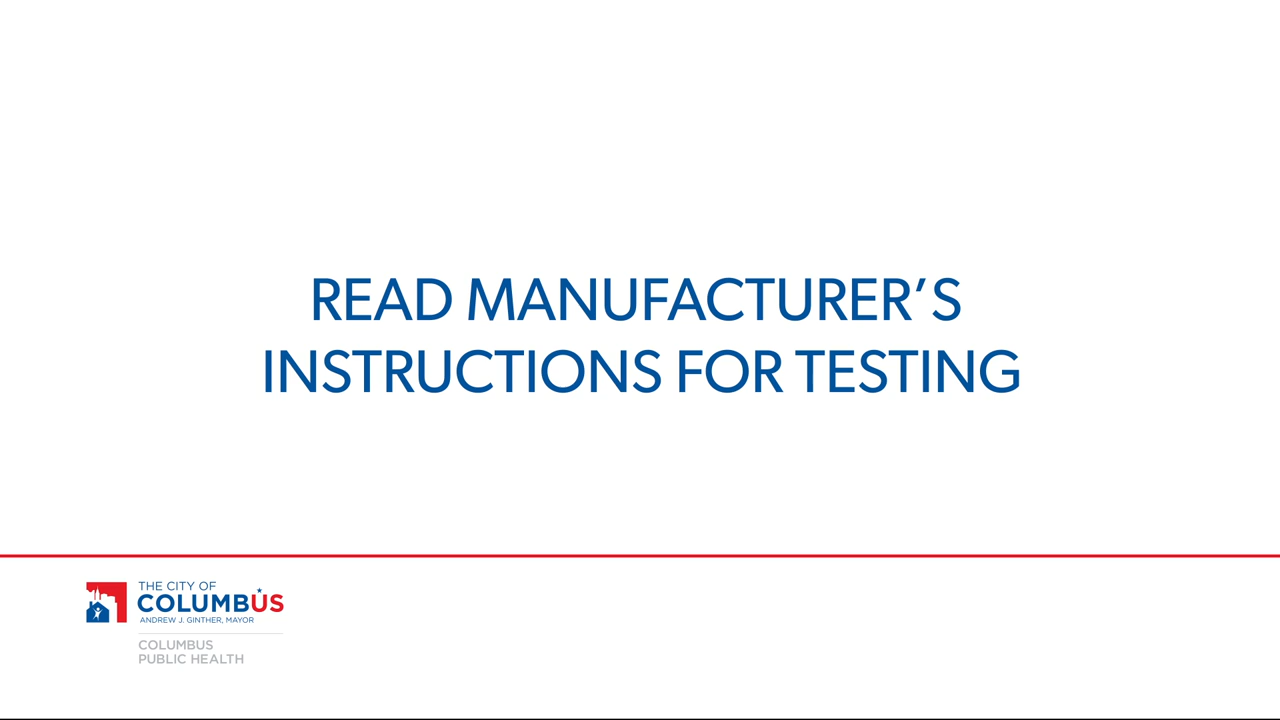 READ MANUFACTURER’S
INSTRUCTIONS FOR TESTING
THE CITY OF
COLUMBUS
ANDREW J. GINTHER, MAYOR
COLUMBUS
PUBLIC HEALTH